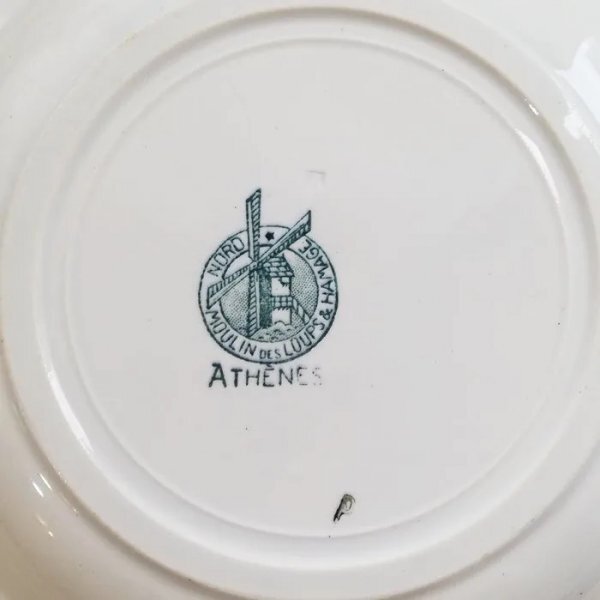 NORD
MOULIN DES LOUPS & HAMAGE
ATHÈNES
P